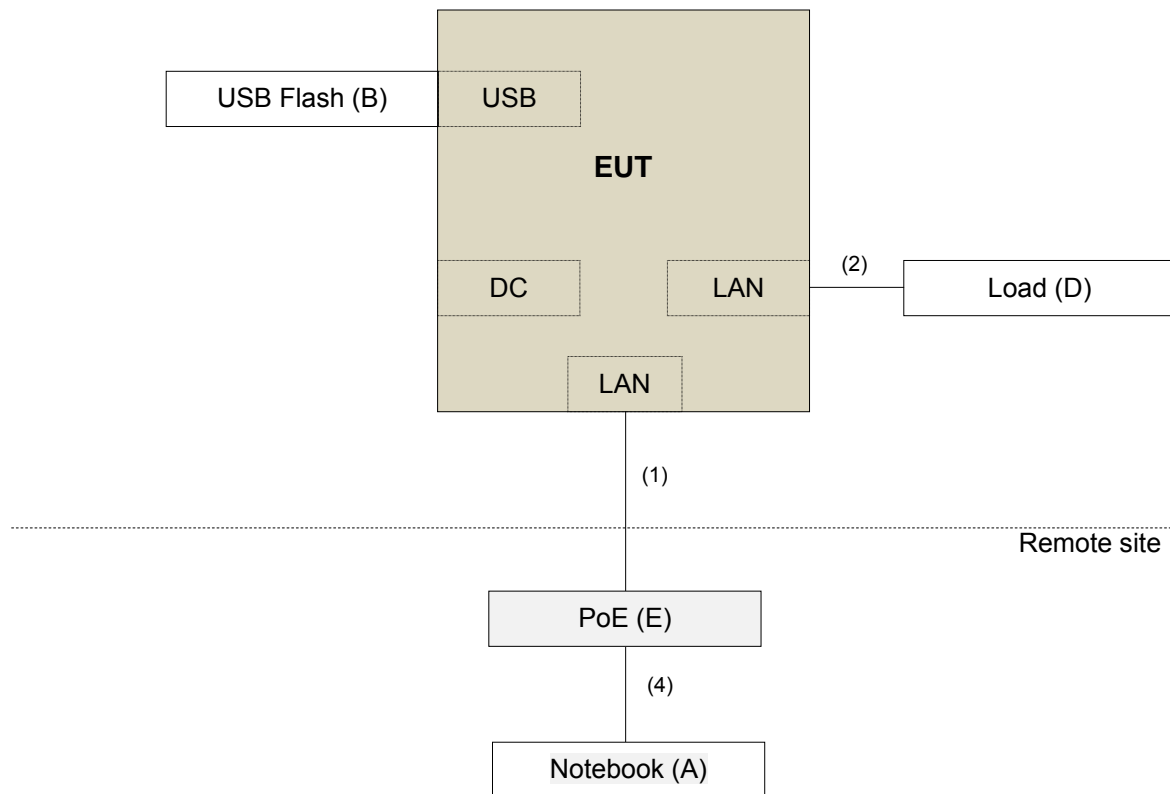 USB Flash (B)
USB
EUT
DC
LAN
(2)
Load (D)
LAN
(1)
Remote site
PoE (E)
(4)
Notebook (A)